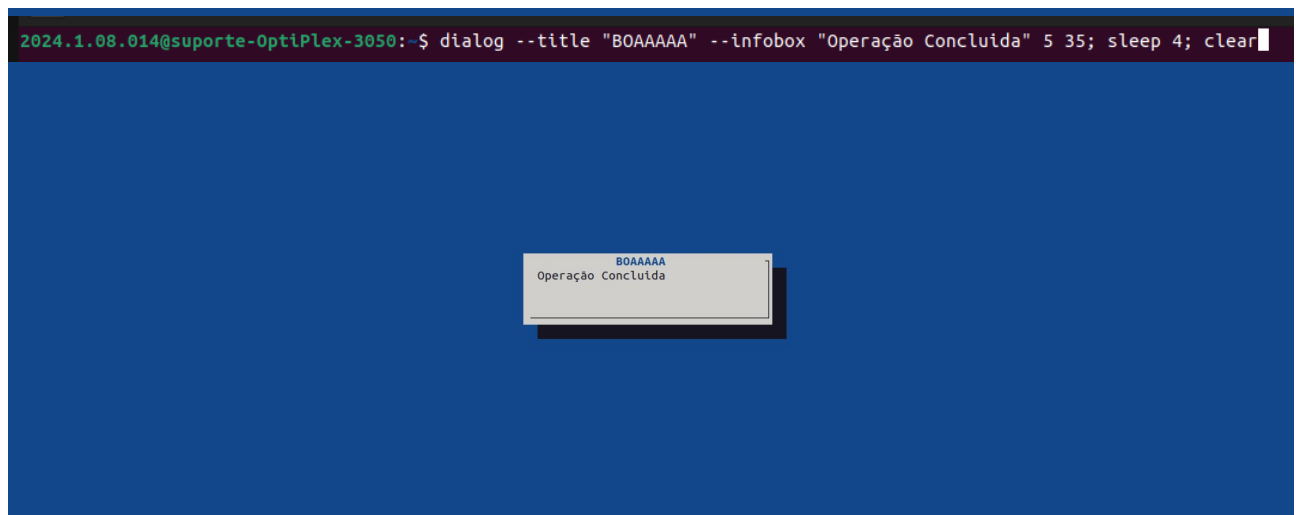 2024.1.08.014@suporte-OptiPlex-3050:~$ dialog --title "BOAAAAA" --infobox "Operação Concluida" 5 35; sleep 4; clear
BOAAAAA
Operação Concluida